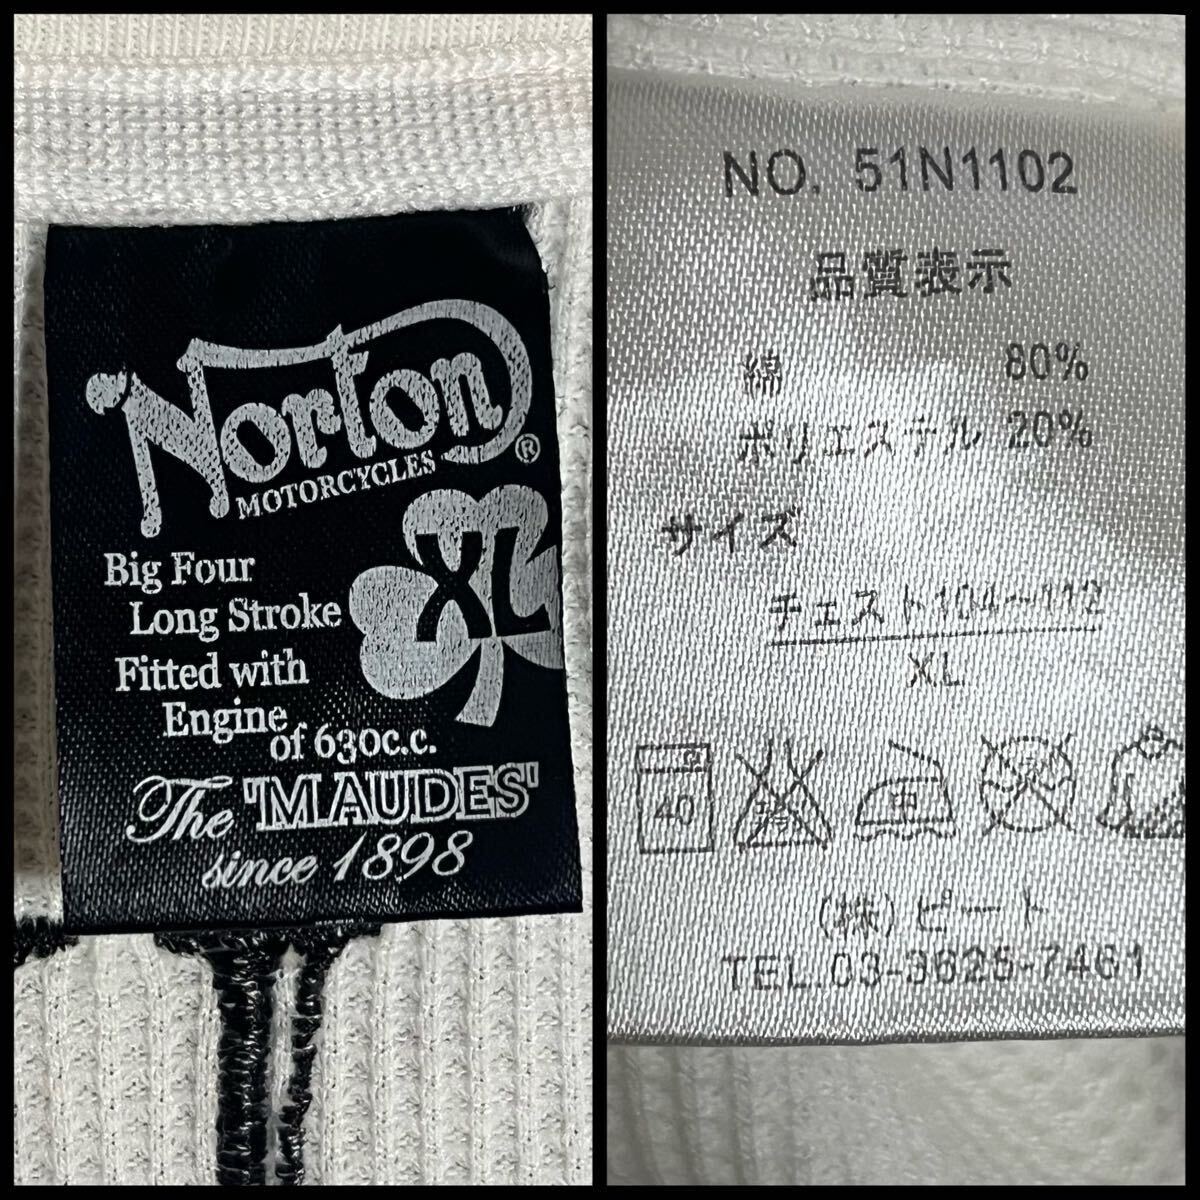 Norton®
MOTORCYCLES
XL
Big Four
Long Stroke
Fitted with
Engine
of 630c.c.
The 'MAUDES'
since 1898
NO. 51N1102
品質表示
綿 80%
ポリエステル 20%
サイズ
チェスト104～112
XL
40
中
(株)ピート
TEL.03-3625-7461